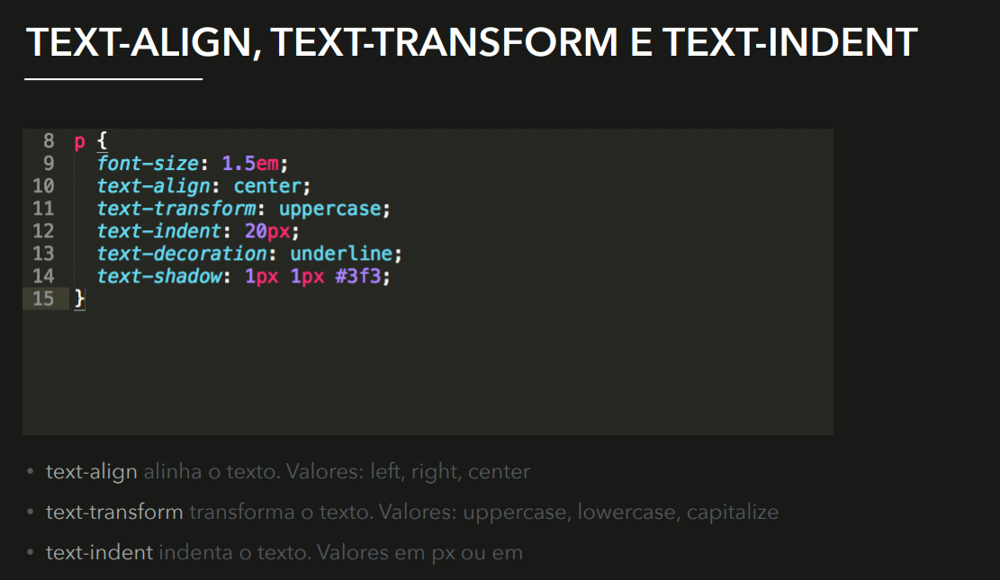 TEXT-ALIGN, TEXT-TRANSFORM E TEXT-INDENT
8 p {
9 font-size: 1.5em;
10 text-align: center;
11 text-transform: uppercase;
12 text-indent: 20px;
13 text-decoration: underline;
14 text-shadow: 1px 1px #3f3;
15 }
• text-align alinha o texto. Valores: left, right, center
• text-transform transforma o texto. Valores: uppercase, lowercase, capitalize
• text-indent indenta o texto. Valores em px ou em